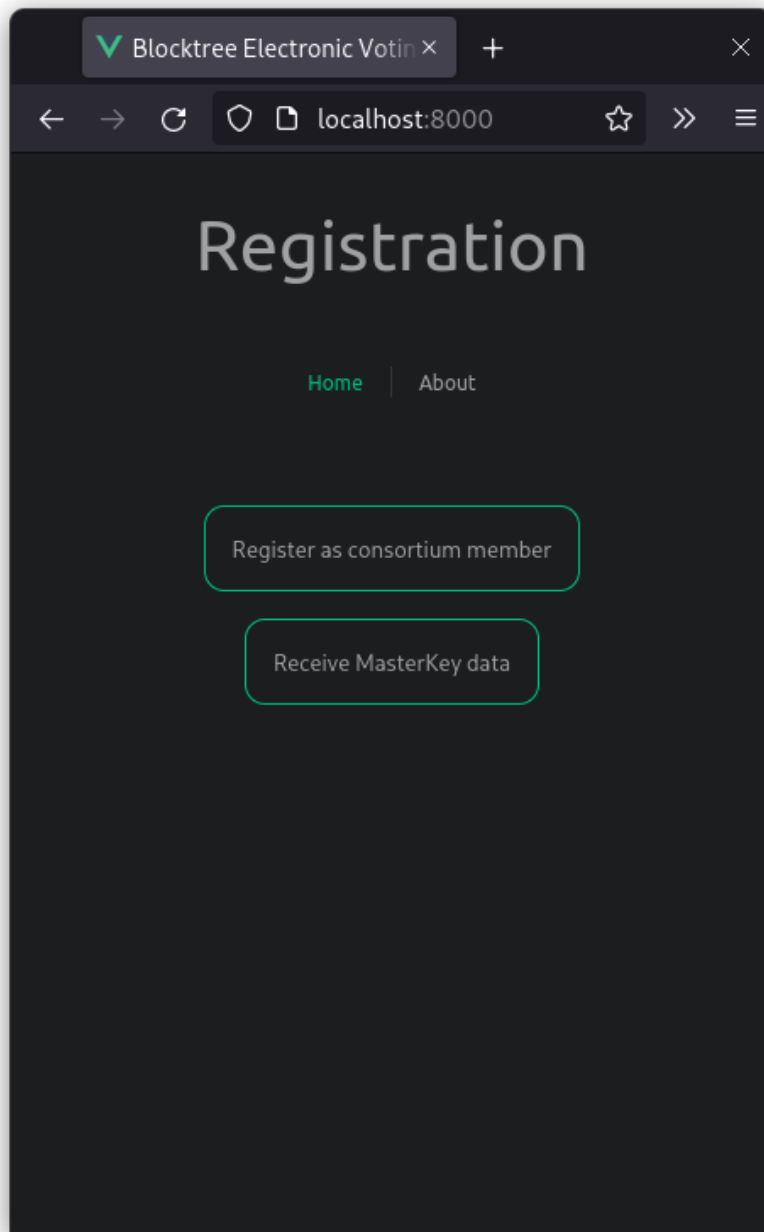 Blocktree Electronic Votin
localhost:8000
Registration
Home
About
Register as consortium member
Receive MasterKey data